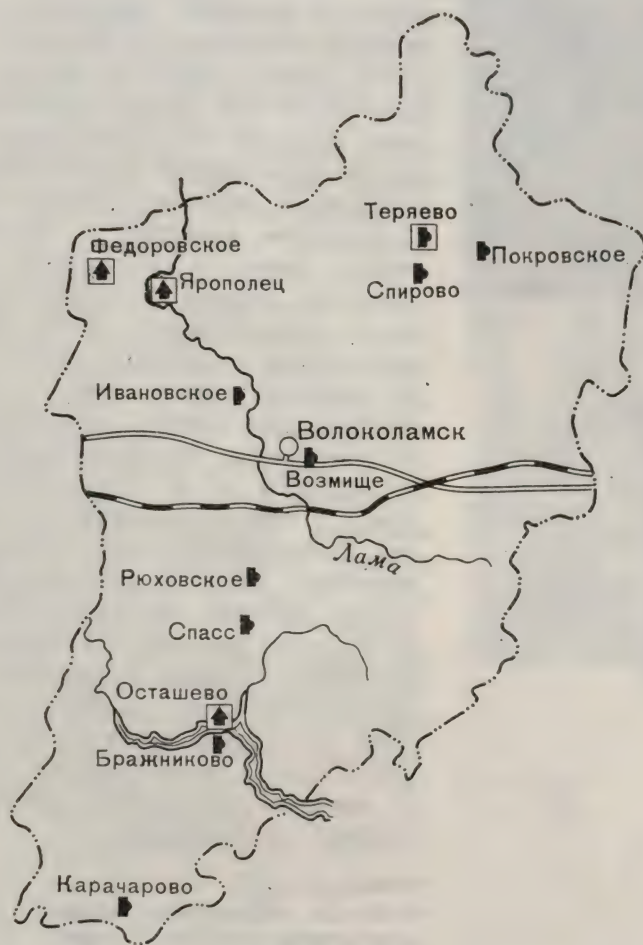 Теряево
Федоровское
Покровское
Ярополец
Спирово
Ивановское
Волоколамск
Возмище
Лама
Рюховское
Спасс
Осташево
Бражниково
Карачарово